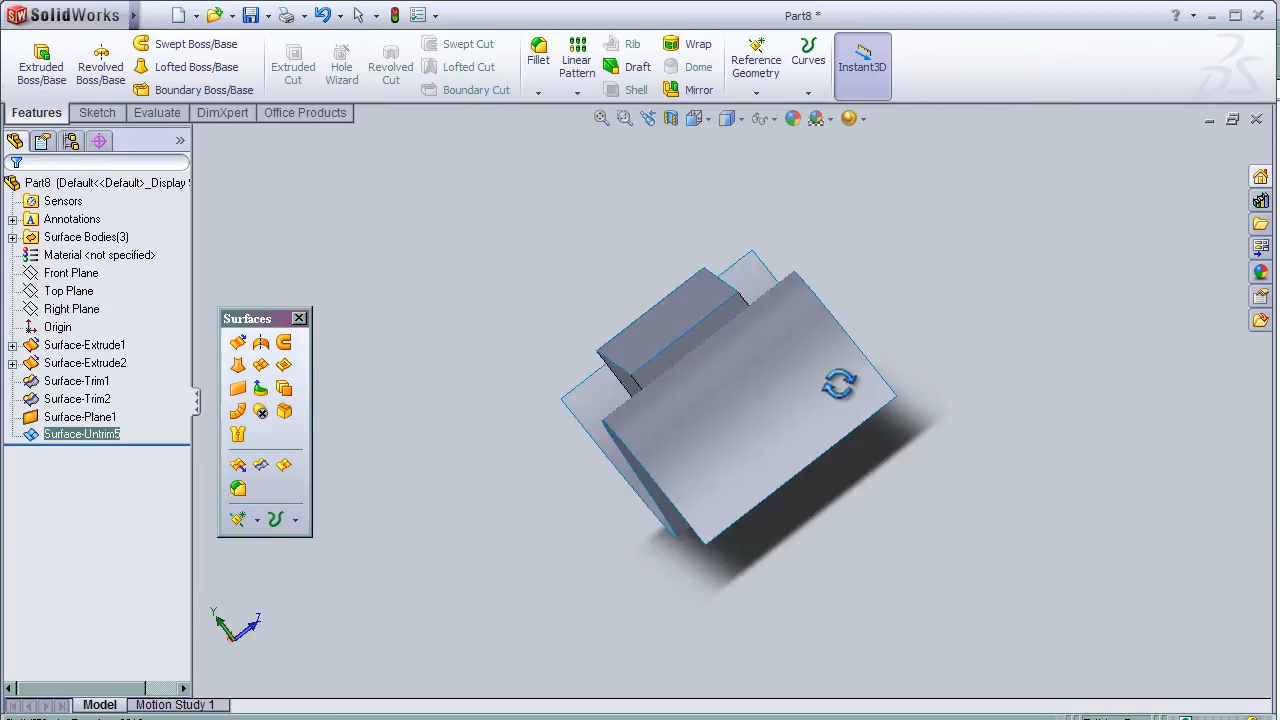 SolidWorks
Part8 *
Extruded Boss/Base
Revolved Boss/Base
Swept Boss/Base
Lofted Boss/Base
Boundary Boss/Base
Extruded Cut
Hole Wizard
Revolved Cut
Swept Cut
Lofted Cut
Boundary Cut
Fillet
Linear Pattern
Rib
Draft
Shell
Wrap
Dome
Mirror
Reference Geometry
Curves
Instant3D
Features
Sketch
Evaluate
DimXpert
Office Products
Part8 (Default<<Default>_Display
Sensors
Annotations
Surface Bodies(3)
Material <not specified>
Front Plane
Top Plane
Right Plane
Origin
Surface-Extrude1
Surface-Extrude2
Surface-Trim1
Surface-Trim2
Surface-Plane1
Surface-Untrim5
Surfaces
Y
Z
Model
Motion Study 1